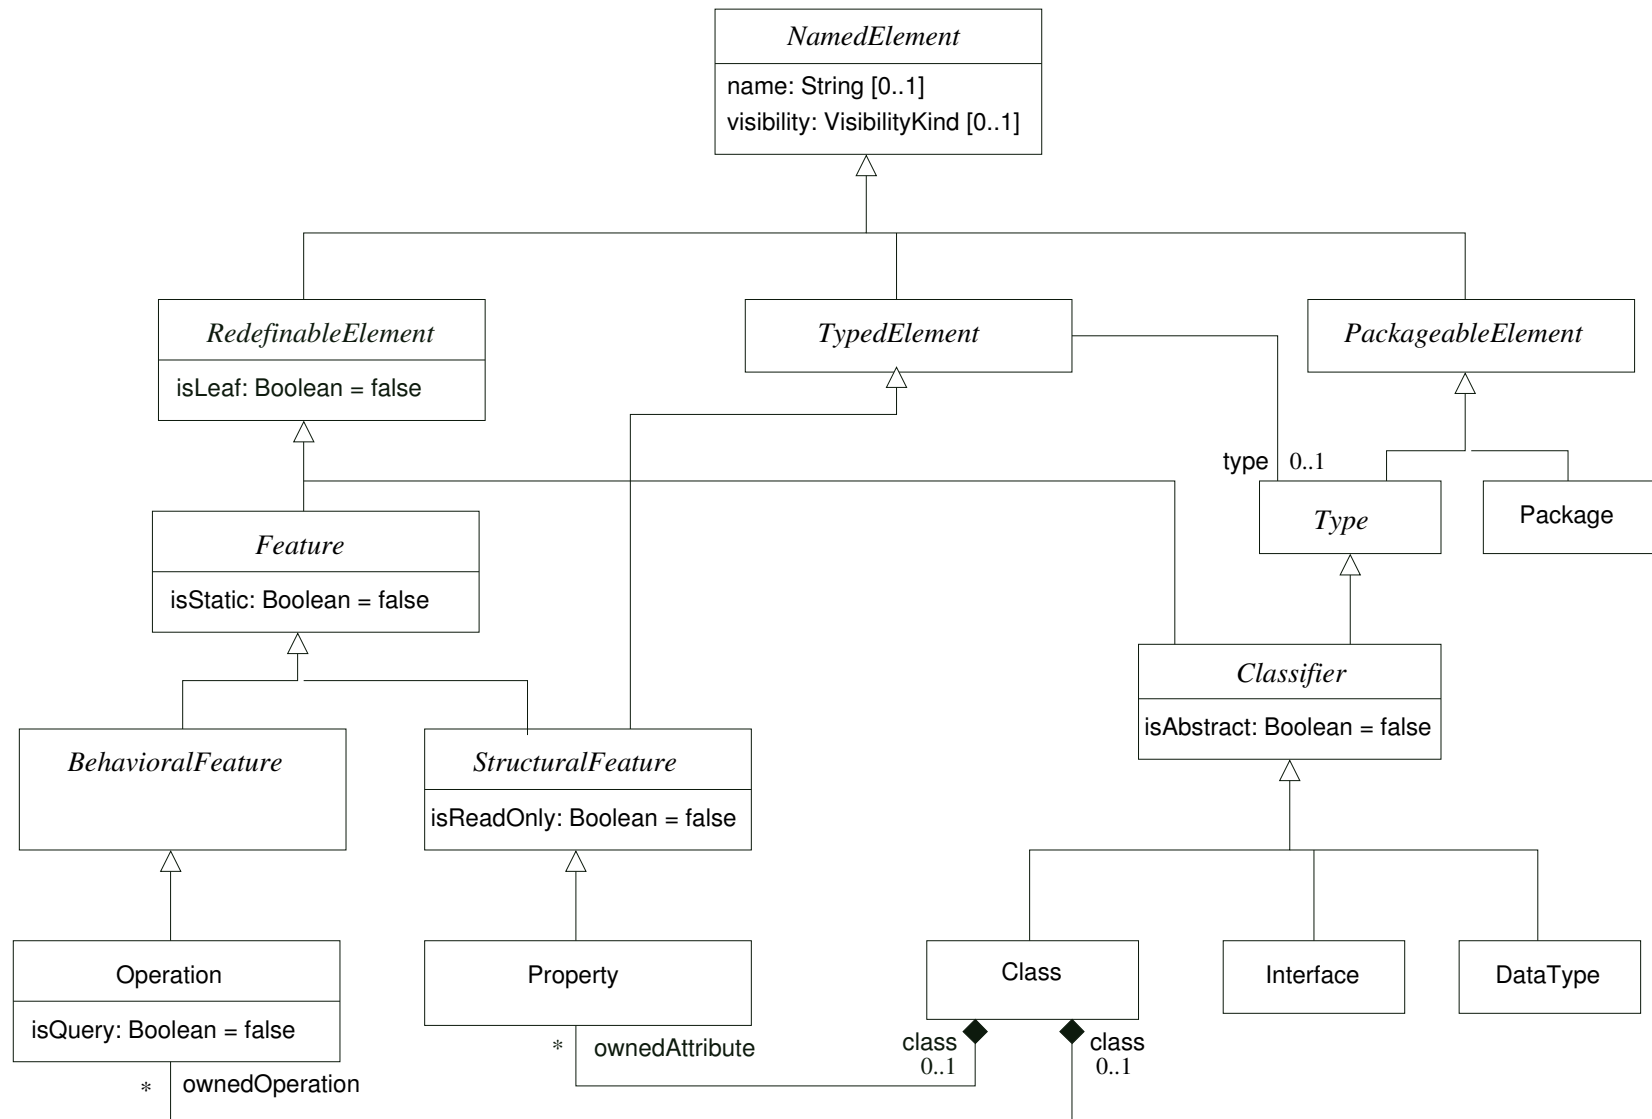 NamedElement
name: String [0..1]
visibility: VisibilityKind [0..1]
RedefinableElement
isLeaf: Boolean = false
TypedElement
PackageableElement
type 0..1
Type
Package
Feature
isStatic: Boolean = false
Classifier
isAbstract: Boolean = false
BehavioralFeature
StructuralFeature
isReadOnly: Boolean = false
Operation
isQuery: Boolean = false
Property
Class
Interface
DataType
* ownedAttribute
class
0..1
class
0..1
* ownedOperation